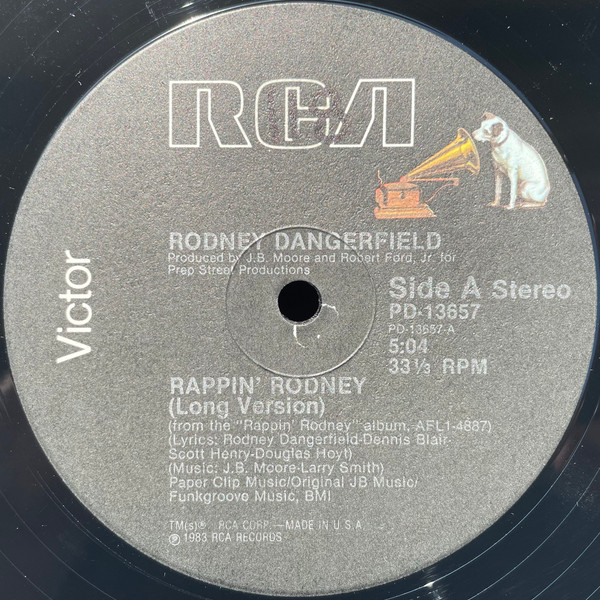 RCA
Victor
RODNEY DANGERFIELD
Produced by J.B. Moore and Robert Ford, Jr. for
Prep Street Productions
Side A Stereo
PD-13657
PD-13657-A
5:04
33 1/3 RPM
RAPPIN' RODNEY
(Long Version)
(from the "Rappin' Rodney" album, AFL1-4887)
(Lyrics: Rodney Dangerfield-Dennis Blair-
Scott Henry-Douglas Hoyt)
(Music: J.B. Moore-Larry Smith)
Paper Clip Music/Original JB Music/
Funkgroove Music, BMI
TM(s)® RCA CORP.—MADE IN U.S.A.
℗ 1983 RCA RECORDS